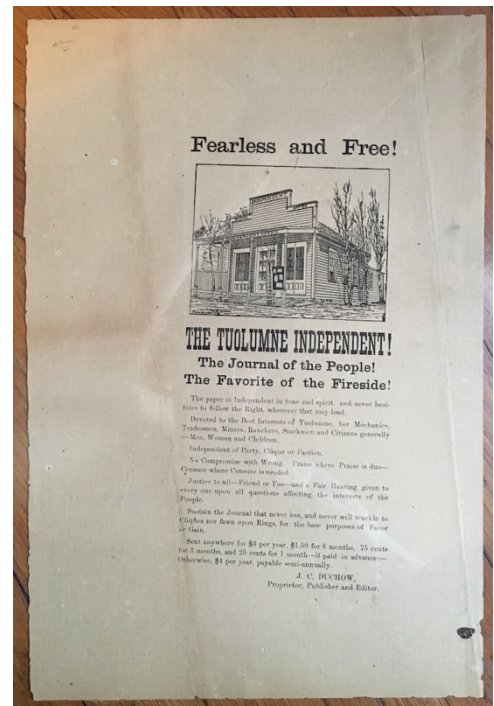 Fearless and Free!
INDEPENDENT
THE TUOLUMNE INDEPENDENT!
The Journal of the People!
The Favorite of the Fireside!
The paper is Independent in tone and spirit, and never hesi-
tates to follow the Right, wherever that may lead.
Devoted to the Best Interests of Tuolumne, her Mechanics,
Tradesmen, Miners, Ranchers, Stockmen and Citizens generally
—Men, Women and Children.
Independent of Party, Clique or Faction.
No Compromise with Wrong. Praise where Praise is due—
Censure where Censure is needed.
Justice to all—Friend or Foe—and a Fair Hearing given to
every one upon all questions affecting the interests of the
People.
Sustain the Journal that never has, and never will truckle to
Cliques nor fawn upon Rings, for the base purposes of Favor
or Gain.
Sent anywhere for $3 per year, $1.50 for 6 months, 75 cents
for 3 months, and 25 cents for 1 month—if paid in advance—
Otherwise, $4 per year, payable semi-annually.
J. C. DUCHOW,
Proprietor, Publisher and Editor.